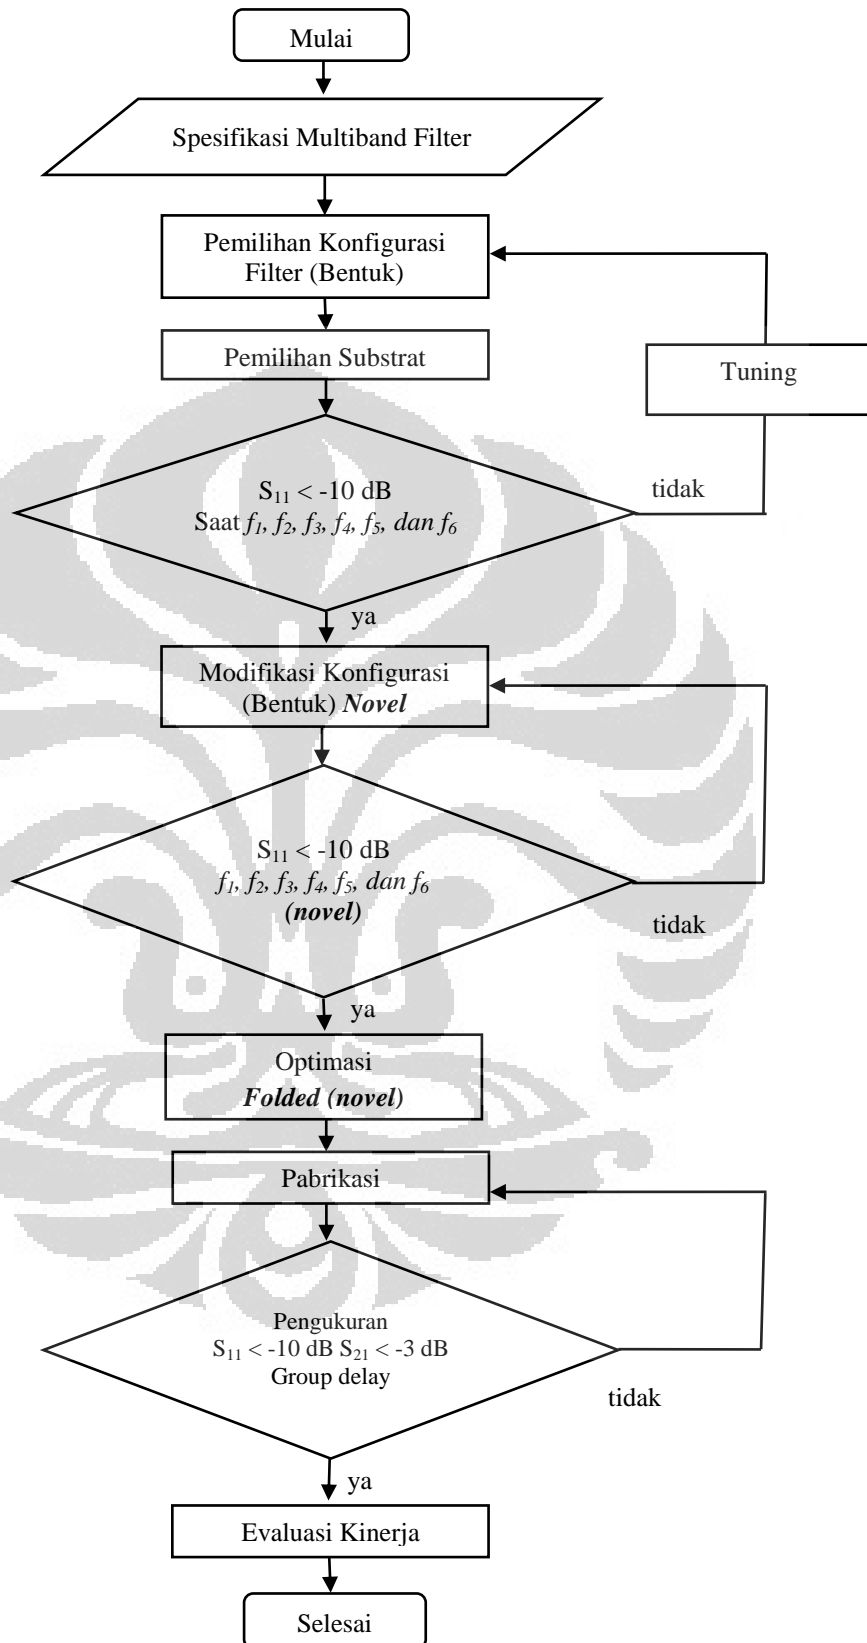 Mulai
Spesifikasi Multiband Filter
Pemilihan Konfigurasi
Filter (Bentuk)
Pemilihan Substrat
Tuning
S₁₁ < -10 dB
Saat f₁, f₂, f₃, f₄, f₅, dan f₆
tidak
ya
Modifikasi Konfigurasi
(Bentuk) Novel
S₁₁ < -10 dB
f₁, f₂, f₃, f₄, f₅, dan f₆
(novel)
tidak
ya
Optimasi
Folded (novel)
Pabrikasi
Pengukuran
S₁₁ < -10 dB S₂₁ < -3 dB
Group delay
tidak
ya
Evaluasi Kinerja
Selesai